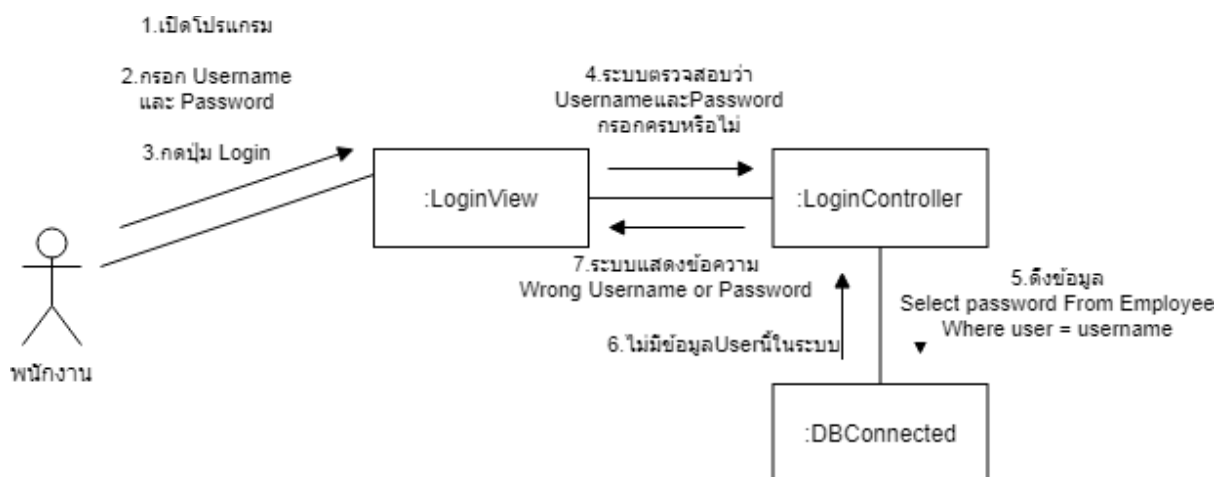 1.เปิดโปรแกรม
2.กรอก Username
และ Password
3.กดปุ่ม Login
4.ระบบตรวจสอบว่า
UsernameและPassword
กรอกครบหรือไม่
:LoginView
:LoginController
7.ระบบแสดงข้อความ
Wrong Username or Password
5.ดึงข้อมูล
Select password From Employee
Where user = username
6.ไม่มีข้อมูลUserนี้ในระบบ
พนักงาน
:DBConnected